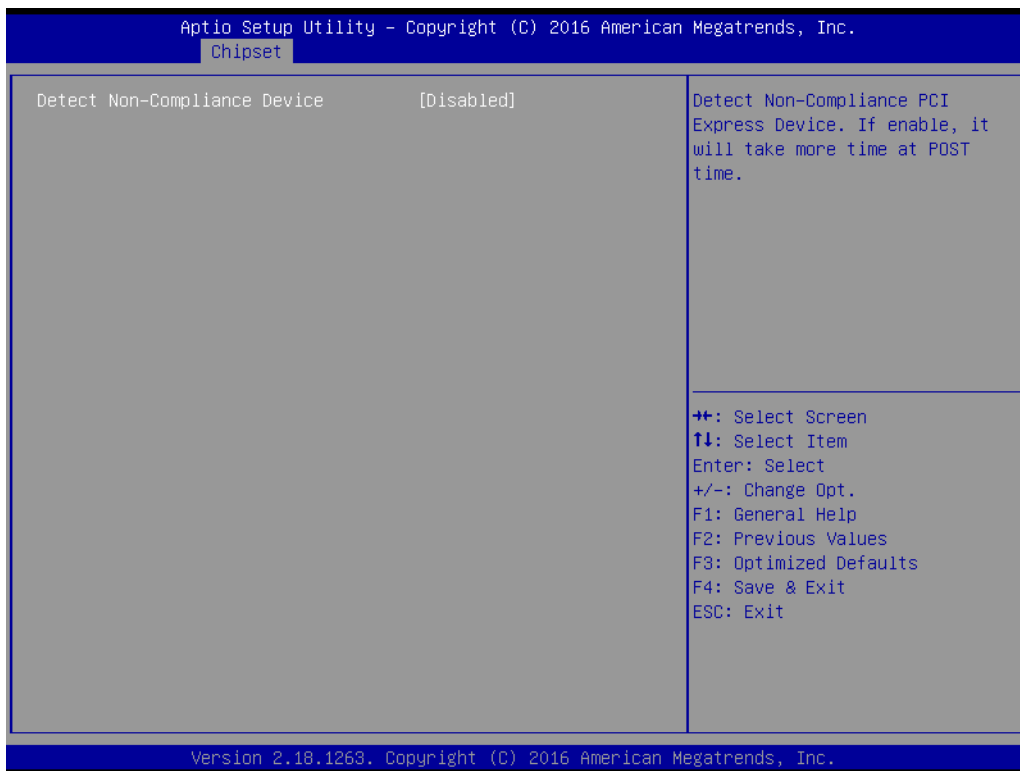 Aptio Setup Utility – Copyright (C) 2016 American Megatrends, Inc.
Chipset
Detect Non-Compliance Device [Disabled]
Detect Non-Compliance PCI
Express Device. If enable, it
will take more time at POST
time.
→←: Select Screen
↑↓: Select Item
Enter: Select
+/-: Change Opt.
F1: General Help
F2: Previous Values
F3: Optimized Defaults
F4: Save & Exit
ESC: Exit
Version 2.18.1263. Copyright (C) 2016 American Megatrends, Inc.